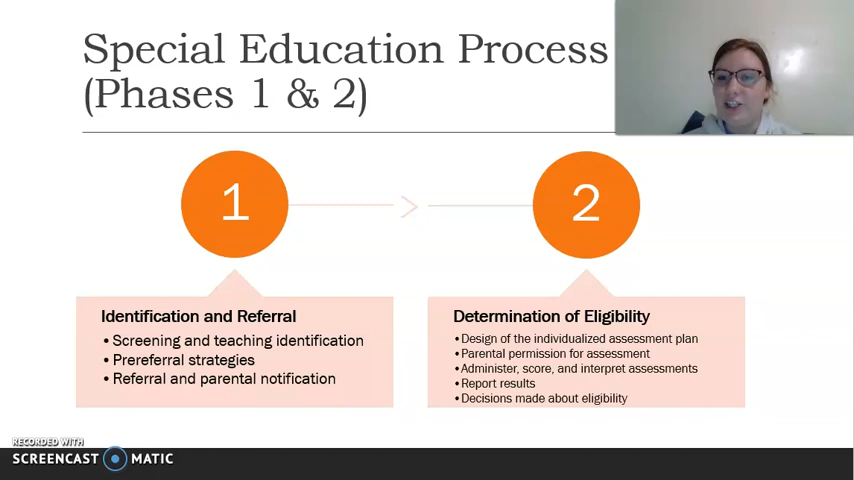 Special Education Process
(Phases 1 & 2)
1
2
Identification and Referral
•Screening and teaching identification
•Prereferral strategies
•Referral and parental notification
Determination of Eligibility
•Design of the individualized assessment plan
•Parental permission for assessment
•Administer, score, and interpret assessments
•Report results
•Decisions made about eligibility
RECORDED WITH
SCREENCAST MATIC